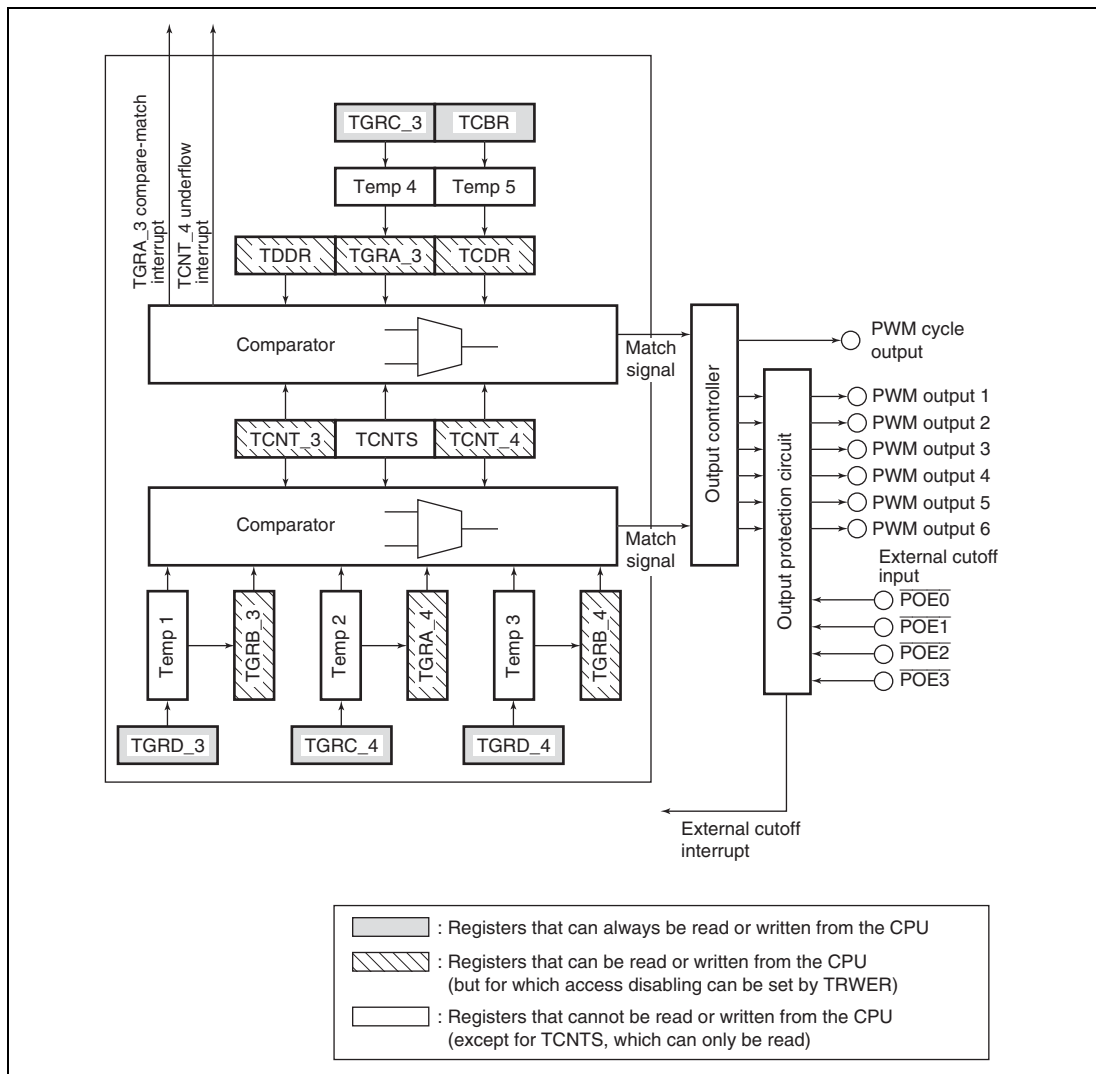 TGRA_3 compare-match
interrupt
TCNT_4 underflow
interrupt
TGRC_3
TCBR
Temp 4
Temp 5
TDDR
TGRA_3
TCDR
Comparator
Match
signal
TCNT_3
TCNTS
TCNT_4
Comparator
Match
signal
Temp 1
TGRB_3
Temp 2
TGRA_4
Temp 3
TGRB_4
TGRD_3
TGRC_4
TGRD_4
Output controller
Output protection circuit
PWM cycle
output
PWM output 1
PWM output 2
PWM output 3
PWM output 4
PWM output 5
PWM output 6
External cutoff
input
POE0
POE1
POE2
POE3
External cutoff
interrupt
: Registers that can always be read or written from the CPU
: Registers that can be read or written from the CPU
(but for which access disabling can be set by TRWER)
: Registers that cannot be read or written from the CPU
(except for TCNTS, which can only be read)